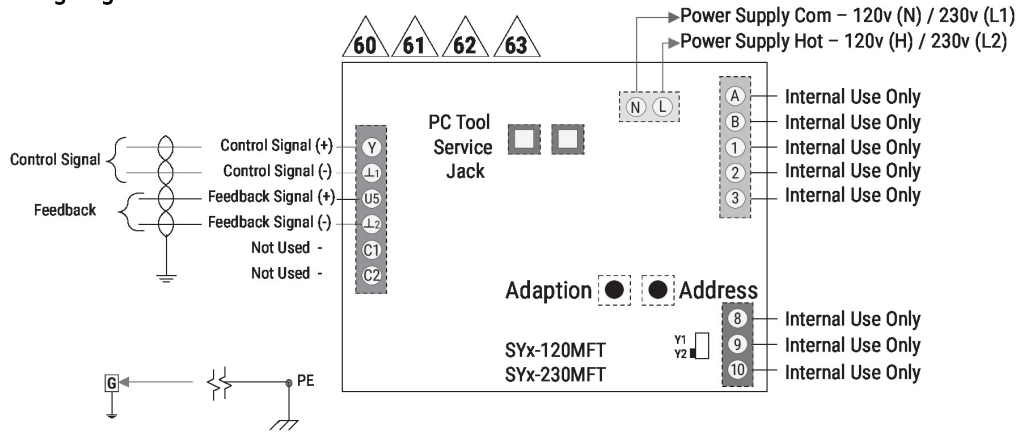 Power Supply Com – 120v (N) / 230v (L1)
Power Supply Hot – 120v (H) / 230v (L2)
60 61 62 63
N L
PC Tool
Service
Jack
A Internal Use Only
B Internal Use Only
1 Internal Use Only
2 Internal Use Only
3 Internal Use Only
Control Signal
Feedback
Control Signal (+) Y
Control Signal (-) ⊥1
Feedback Signal (+) U5
Feedback Signal (-) ⊥2
Not Used - C1
Not Used - C2
Adaption Address
SYx-120MFT
SYx-230MFT
Y1
Y2
8 Internal Use Only
9 Internal Use Only
10 Internal Use Only
G PE